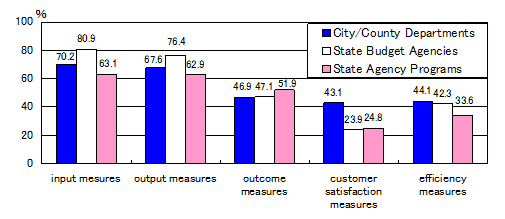 %
100
80
60
40
20
0
City/County Departments
State Budget Agencies
State Agency Programs
70.2 80.9 63.1
67.6 76.4 62.9
46.9 47.1 51.9
43.1 23.9 24.8
44.1 42.3 33.6
input mesures
output measures
outcome
measures
customer
satisfaction
measures
efficiency
measures